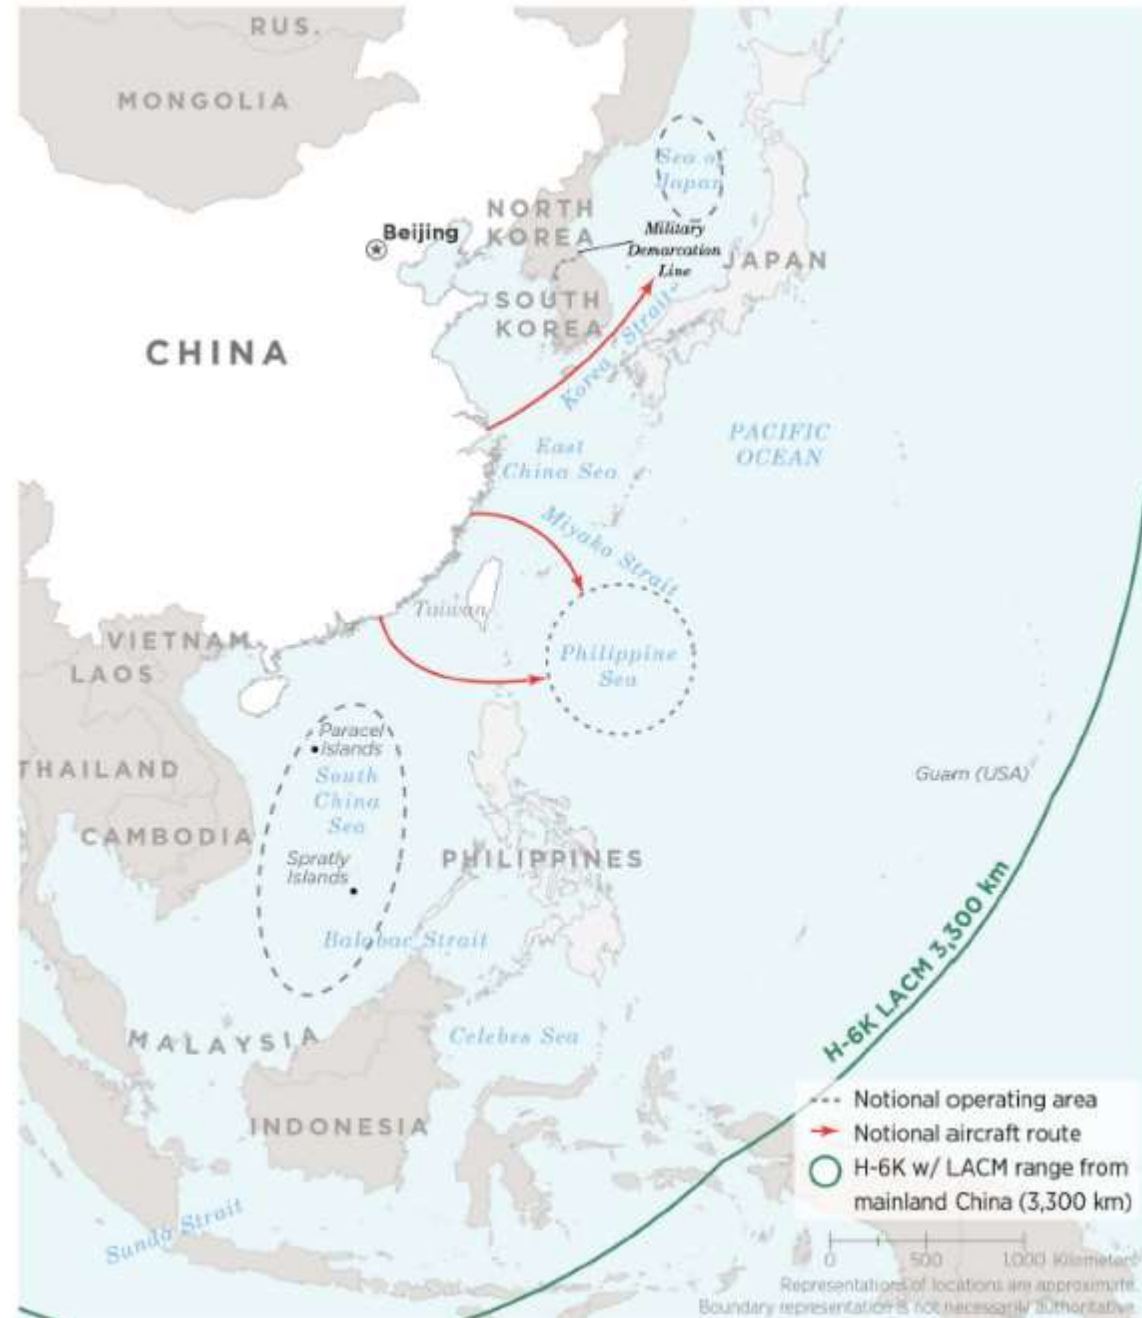 RUS.
MONGOLIA
Sea of
Japan
NORTH
KOREA
Beijing
Military
Demarcation
Line
JAPAN
SOUTH
KOREA
CHINA
Korea Strait
PACIFIC
OCEAN
East
China Sea
Miyako Strait
Taiwan
VIETNAM
LAOS
Philippine
Sea
Paracel
Islands
THAILAND
South
China
Sea
Guam (USA)
CAMBODIA
Spratly
Islands
PHILIPPINES
Balabac Strait
H-6K LACM 3,300 km
MALAYSIA
Celebes Sea
INDONESIA
Sunda Strait
Notional operating area
Notional aircraft route
H-6K w/ LACM range from
mainland China (3,300 km)
0 500 1,000 Kilometers
Representations of locations are approximate.
Boundary representation is not necessarily authoritative.